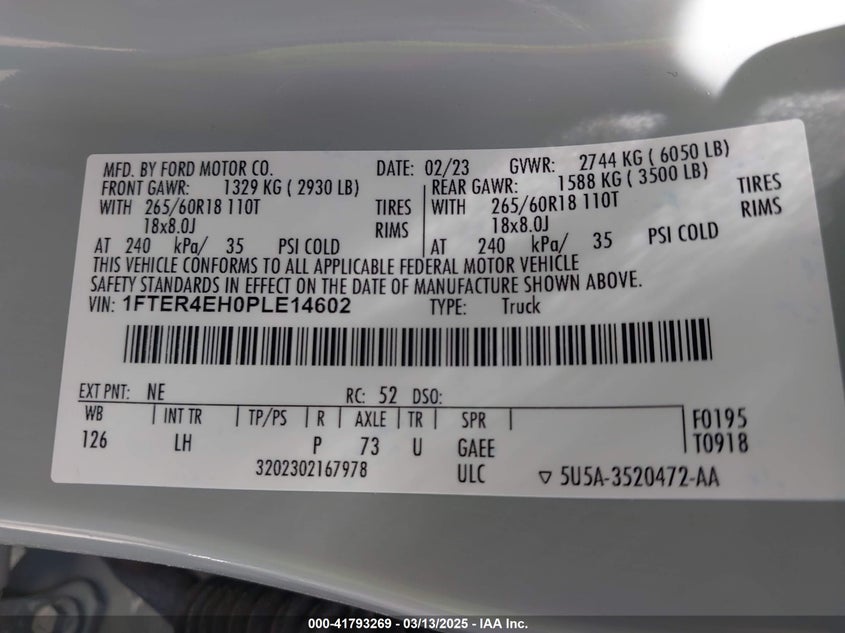 MFD. BY FORD MOTOR CO. DATE: 02/23 GVWR: 2744 KG ( 6050 LB)
FRONT GAWR: 1329 KG ( 2930 LB) REAR GAWR: 1588 KG ( 3500 LB)
WITH 265/60R18 110T TIRES WITH 265/60R18 110T TIRES
18x8.0J RIMS 18x8.0J RIMS
AT 240 kPa/ 35 PSI COLD AT 240 kPa/ 35 PSI COLD
THIS VEHICLE CONFORMS TO ALL APPLICABLE FEDERAL MOTOR VEHICLE
SAFETY STANDARDS IN EFFECT ON THE DATE OF MANUFACTURE SHOWN ABOVE.
VIN: 1FTER4EH0PLE14602 TYPE: Truck
EXT PNT: NE RC: 52 DSO:
WB INT TR TP/PS R AXLE TR SPR F0195
126 LH P 73 U GAEE T0918
3202302167978 ULC ▽ 5U5A-3520472-AA
000-41793269 - 03/13/2025 - IAA Inc.